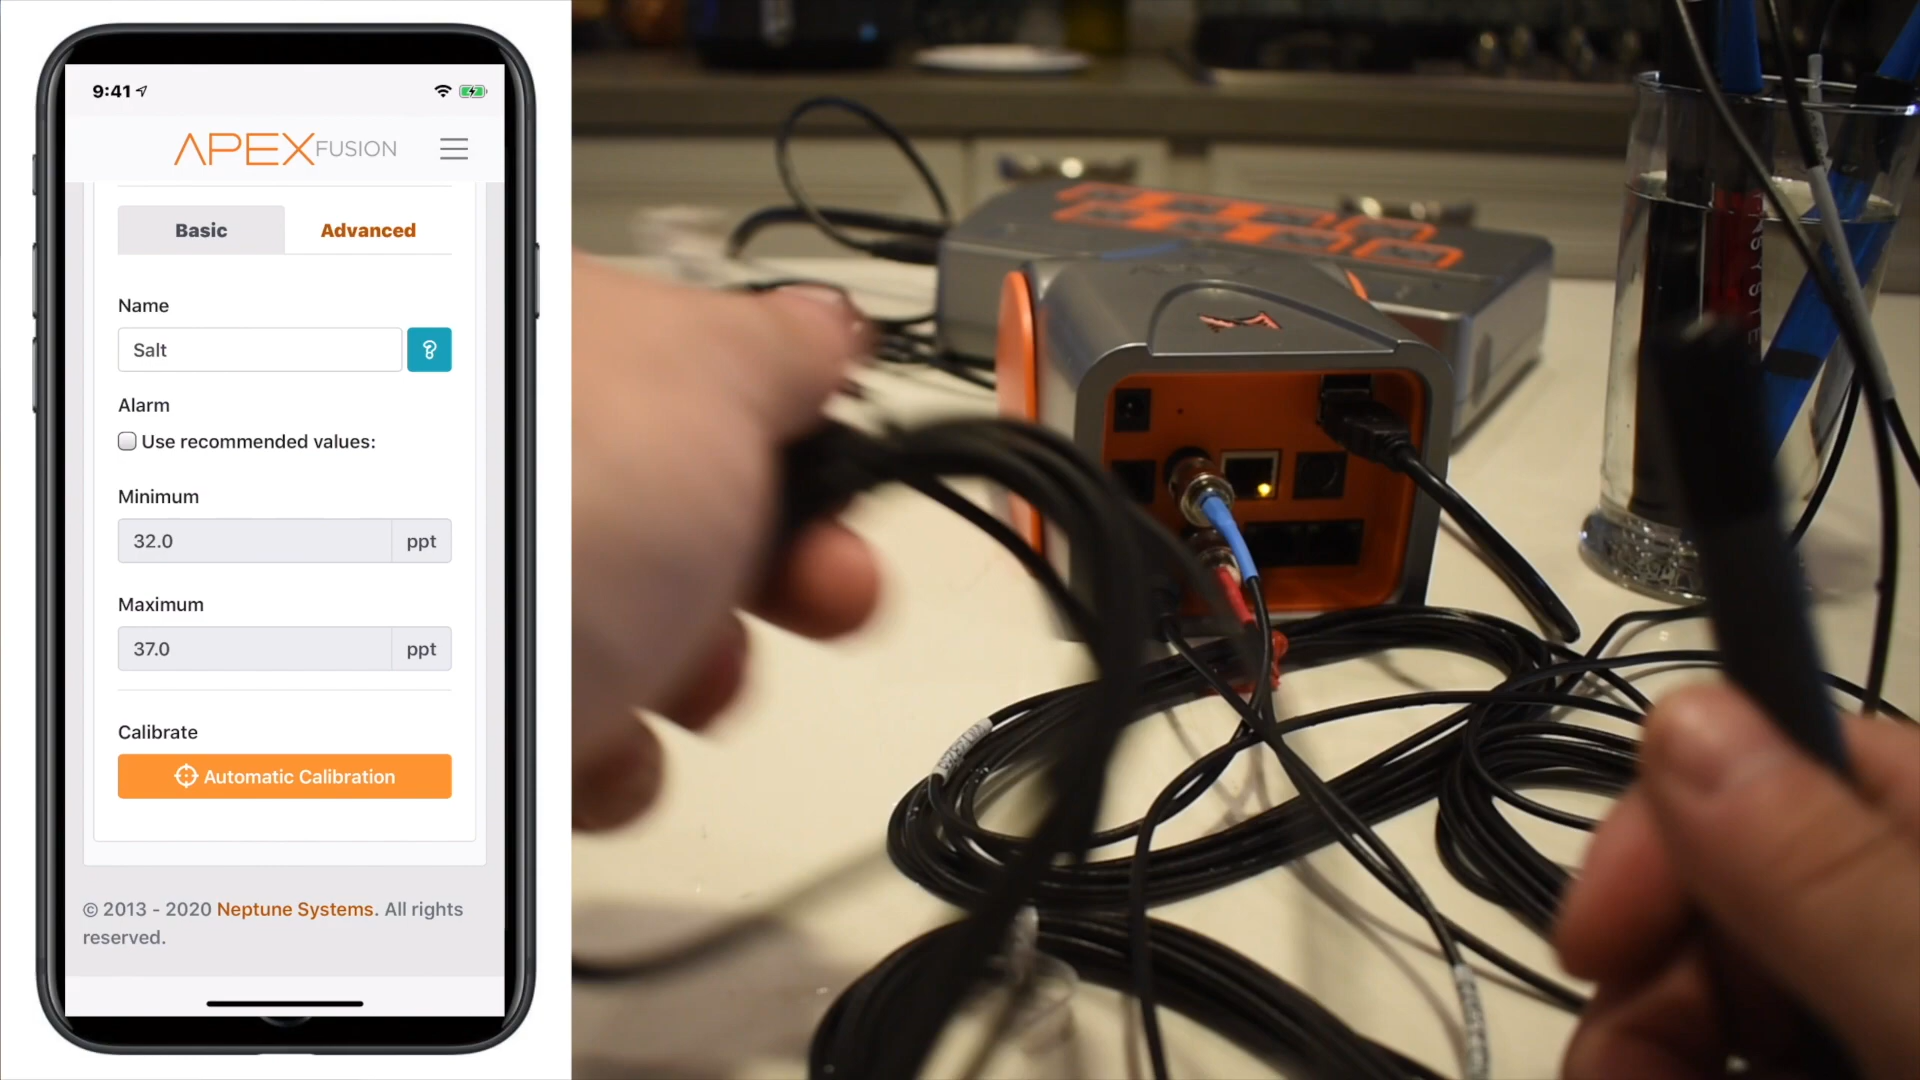 9:41
APEX FUSION
Basic
Advanced
Name
Salt
Alarm
Use recommended values:
Minimum
32.0
ppt
Maximum
37.0
ppt
Calibrate
Automatic Calibration
© 2013 - 2020 Neptune Systems. All rights
reserved.